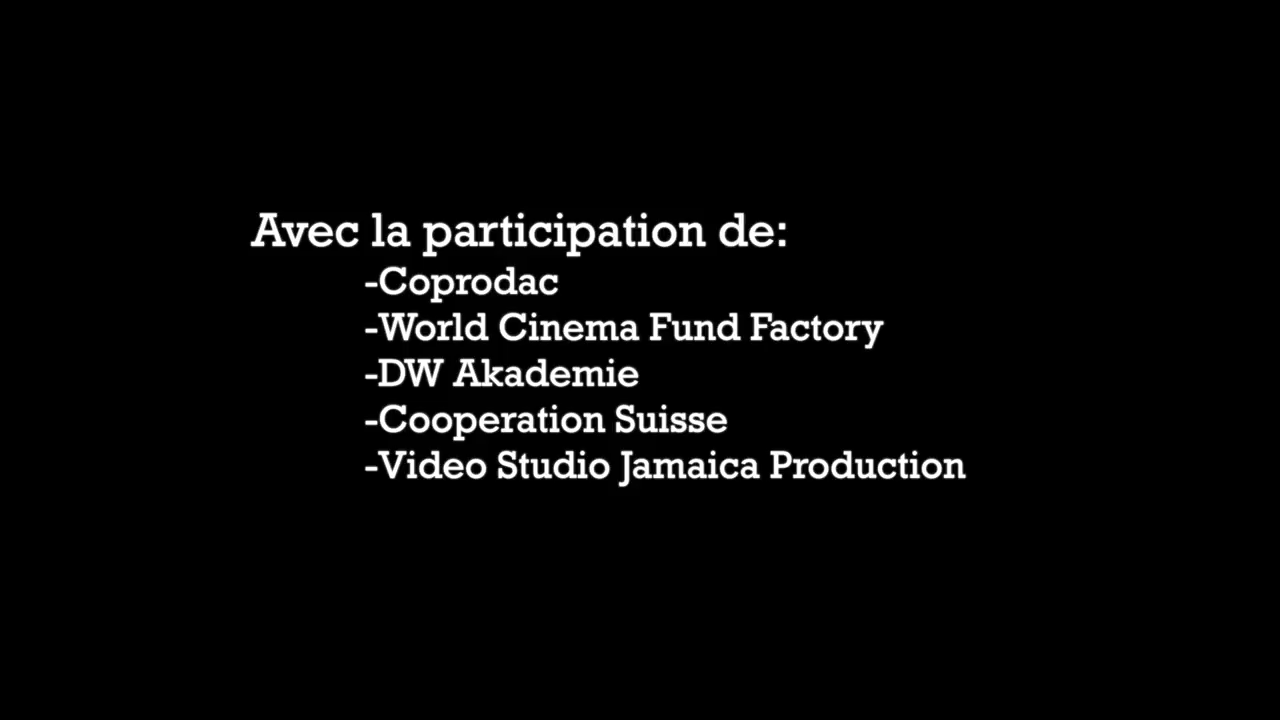 Avec la participation de:
-Coprodac
-World Cinema Fund Factory
-DW Akademie
-Cooperation Suisse
-Video Studio Jamaica Production